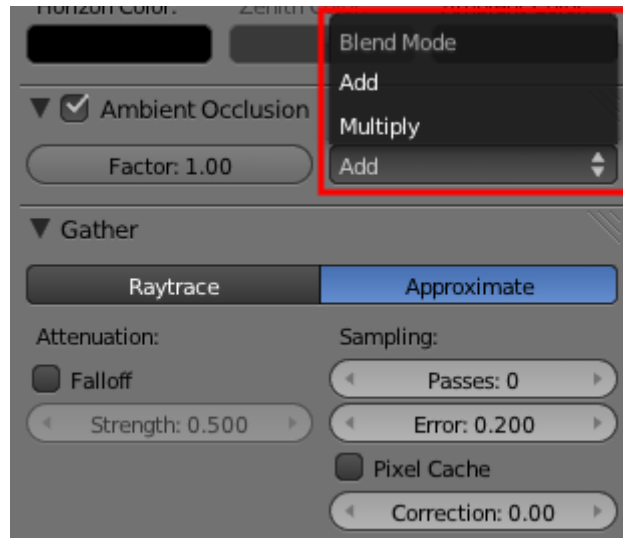 Horizon Color: Zenith
Blend Mode
Add
Multiply
Ambient Occlusion
Factor: 1.00 Add
Gather
Raytrace Approximate
Attenuation: Sampling:
Falloff Passes: 0
Strength: 0.500 Error: 0.200
Pixel Cache
Correction: 0.00